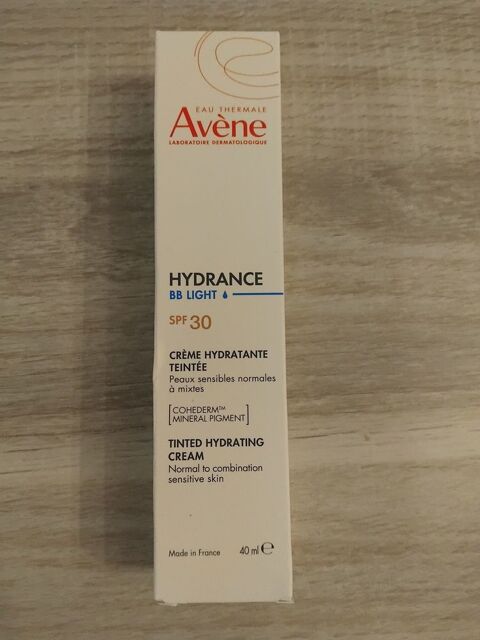 EAU THERMALE
Avène
LABORATOIRE DERMATOLOGIQUE
HYDRANCE
BB LIGHT
SPF 30
CRÈME HYDRATANTE
TEINTÉE
Peaux sensibles normales
à mixtes
[COHEDERM™
MINERAL PIGMENT]
TINTED HYDRATING
CREAM
Normal to combination
sensitive skin
Made in France 40 ml ℮